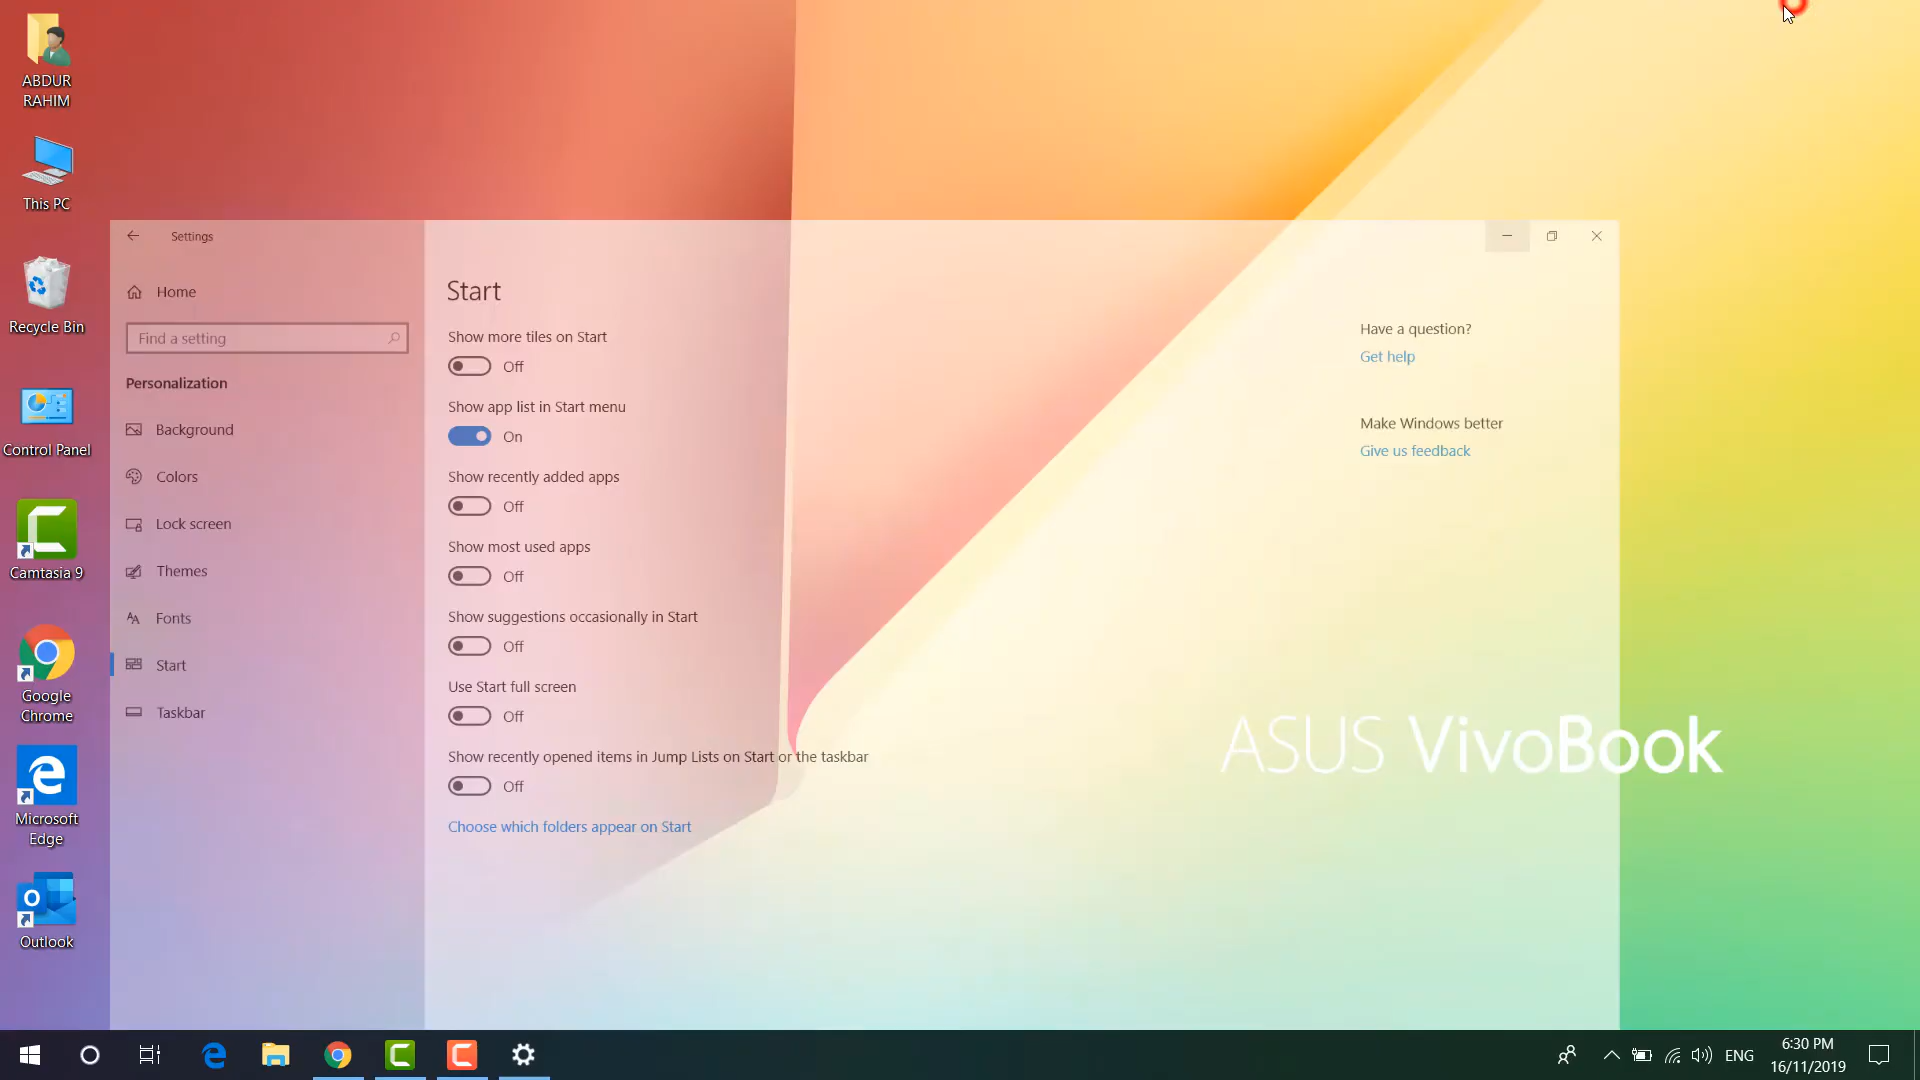 ABDUR
RAHIM
This PC
Recycle Bin
Control Panel
Camtasia 9
Google
Chrome
Microsoft
Edge
Outlook
Settings
Home
Find a setting
Personalization
Background
Colors
Lock screen
Themes
Fonts
Start
Taskbar
Start
Show more tiles on Start
Off
Show app list in Start menu
On
Show recently added apps
Off
Show most used apps
Off
Show suggestions occasionally in Start
Off
Use Start full screen
Off
Show recently opened items in Jump Lists on Start or the taskbar
Off
Choose which folders appear on Start
Have a question?
Get help
Make Windows better
Give us feedback
ASUS VivoBook
ENG
6:30 PM
16/11/2019